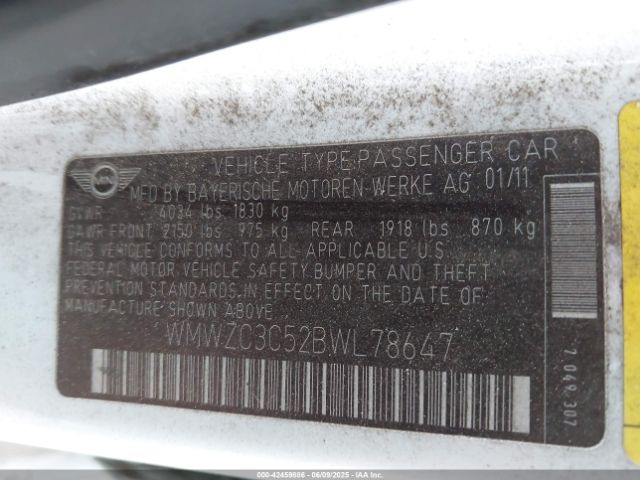 VEHICLE TYPE PASSENGER CAR
MFD BY BAYERISCHE MOTOREN WERKE AG 01/11
GVWR 4034 lbs 1830 kg
GAWR FRONT 2150 lbs 975 kg REAR 1918 lbs 870 kg
THIS VEHICLE CONFORMS TO ALL APPLICABLE U.S.
FEDERAL MOTOR VEHICLE SAFETY, BUMPER AND THEFT
PREVENTION STANDARDS IN EFFECT ON THE DATE OF
MANUFACTURE SHOWN ABOVE.
WMWZC3C52BWL78647
7 049 307
000-42459886 - 06/09/2025 - IAA